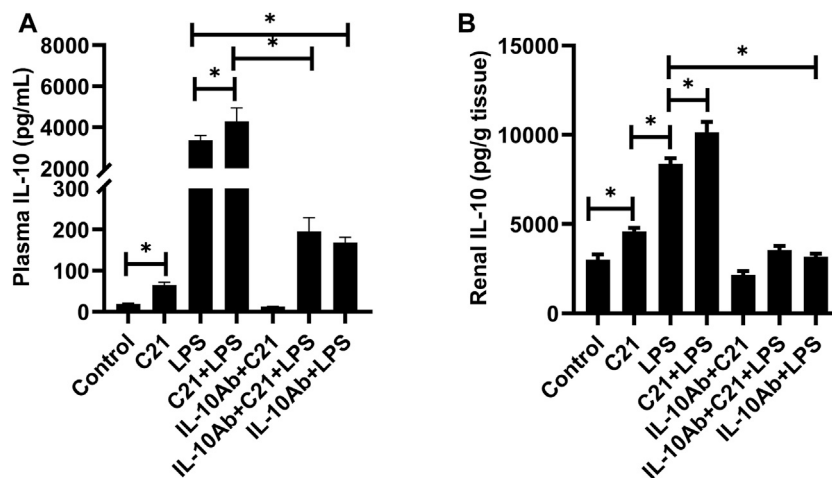 A
Plasma IL-10 (pg/mL)
8000
6000
4000
2000
300
200
100
0
*
*
*
*
Control
C21
LPS
C21+LPS
IL-10Ab+C21
IL-10Ab+C21+LPS
IL-10Ab+LPS
B
Renal IL-10 (pg/g tissue)
15000
10000
5000
0
*
*
*
*
Control
C21
LPS
C21+LPS
IL-10Ab+C21
IL-10Ab+C21+LPS
IL-10Ab+LPS